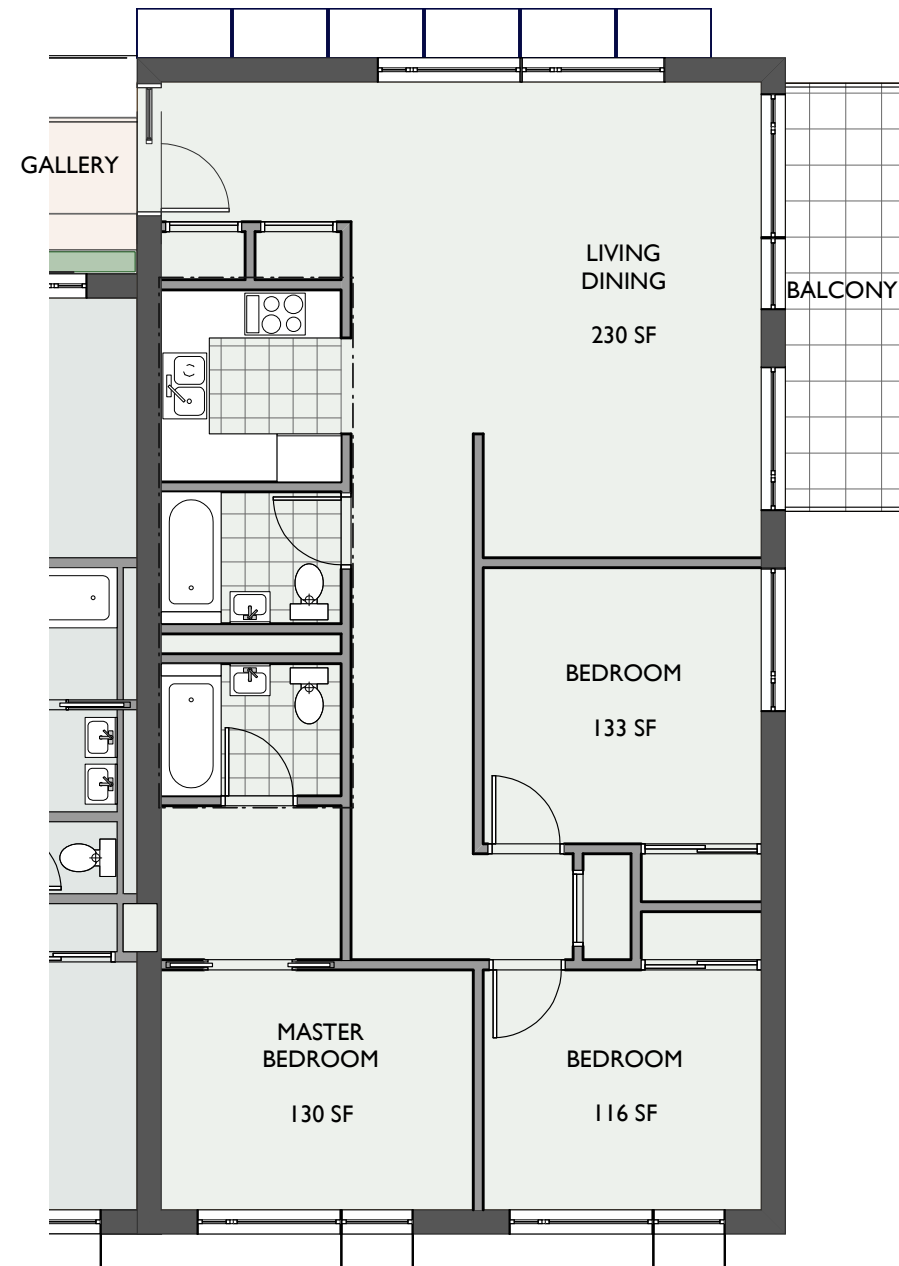 GALLERY
LIVING
DINING
230 SF
BALCONY
BEDROOM
133 SF
MASTER
BEDROOM
130 SF
BEDROOM
116 SF